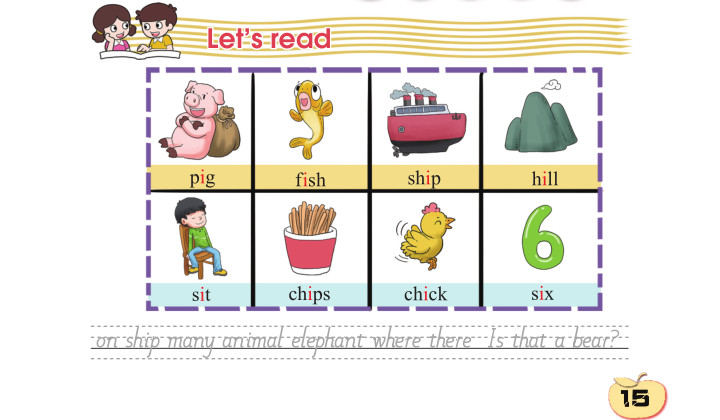 Let's read
pig fish ship hill
6
sit chips chick six
on ship many animal elephant where there Is that a bear?
15